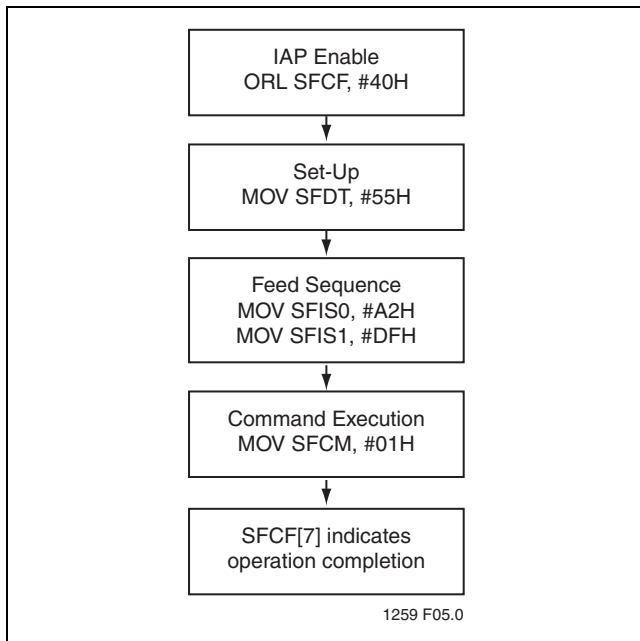 IAP Enable
ORL SFCF, #40H
Set-Up
MOV SFDT, #55H
Feed Sequence
MOV SFIS0, #A2H
MOV SFIS1, #DFH
Command Execution
MOV SFCM, #01H
SFCF[7] indicates
operation completion
1259 F05.0